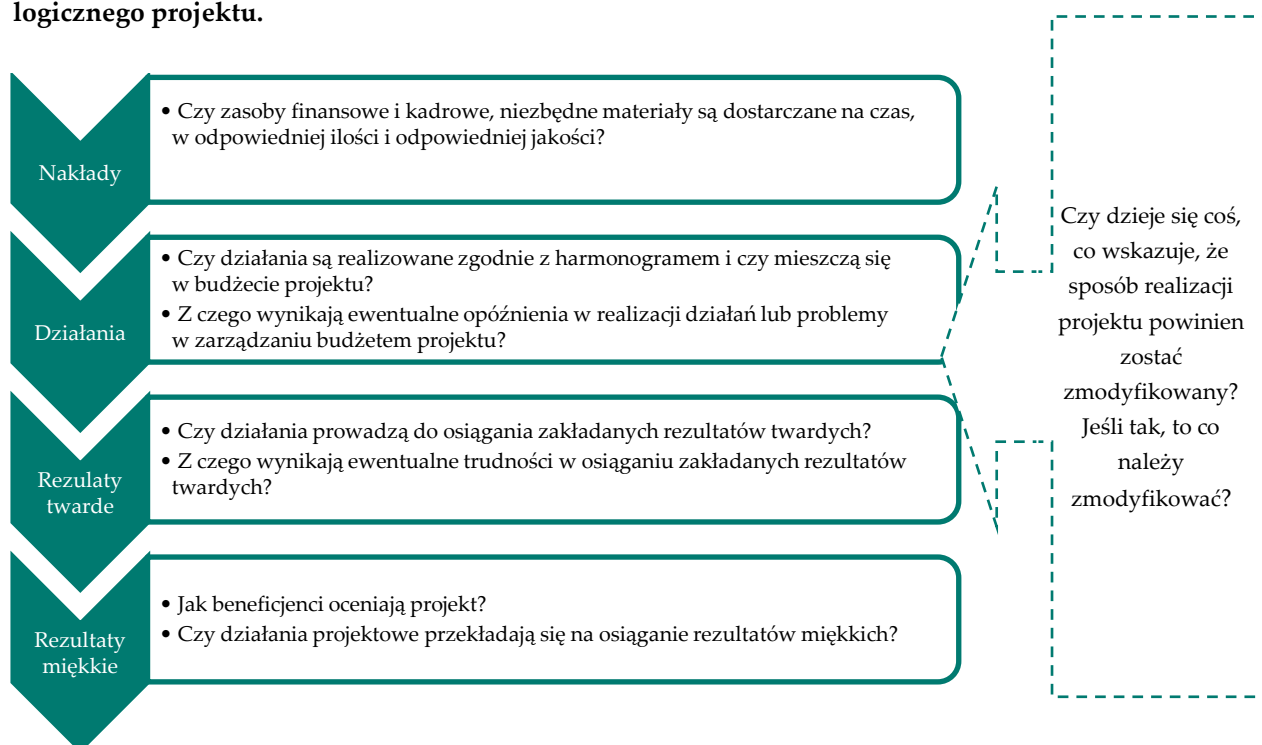 logicznego projektu.
Nakłady
• Czy zasoby finansowe i kadrowe, niezbędne materiały są dostarczane na czas,
w odpowiedniej ilości i odpowiedniej jakości?
Działania
• Czy działania są realizowane zgodnie z harmonogramem i czy mieszczą się
w budżecie projektu?
• Z czego wynikają ewentualne opóźnienia w realizacji działań lub problemy
w zarządzaniu budżetem projektu?
Rezulaty
twarde
• Czy działania prowadzą do osiągania zakładanych rezultatów twardych?
• Z czego wynikają ewentualne trudności w osiąganiu zakładanych rezultatów
twardych?
Rezultaty
miękkie
• Jak beneficjenci oceniają projekt?
• Czy działania projektowe przekładają się na osiąganie rezultatów miękkich?
Czy dzieje się coś,
co wskazuje, że
sposób realizacji
projektu powinien
zostać
zmodyfikowany?
Jeśli tak, to co
należy
zmodyfikować?